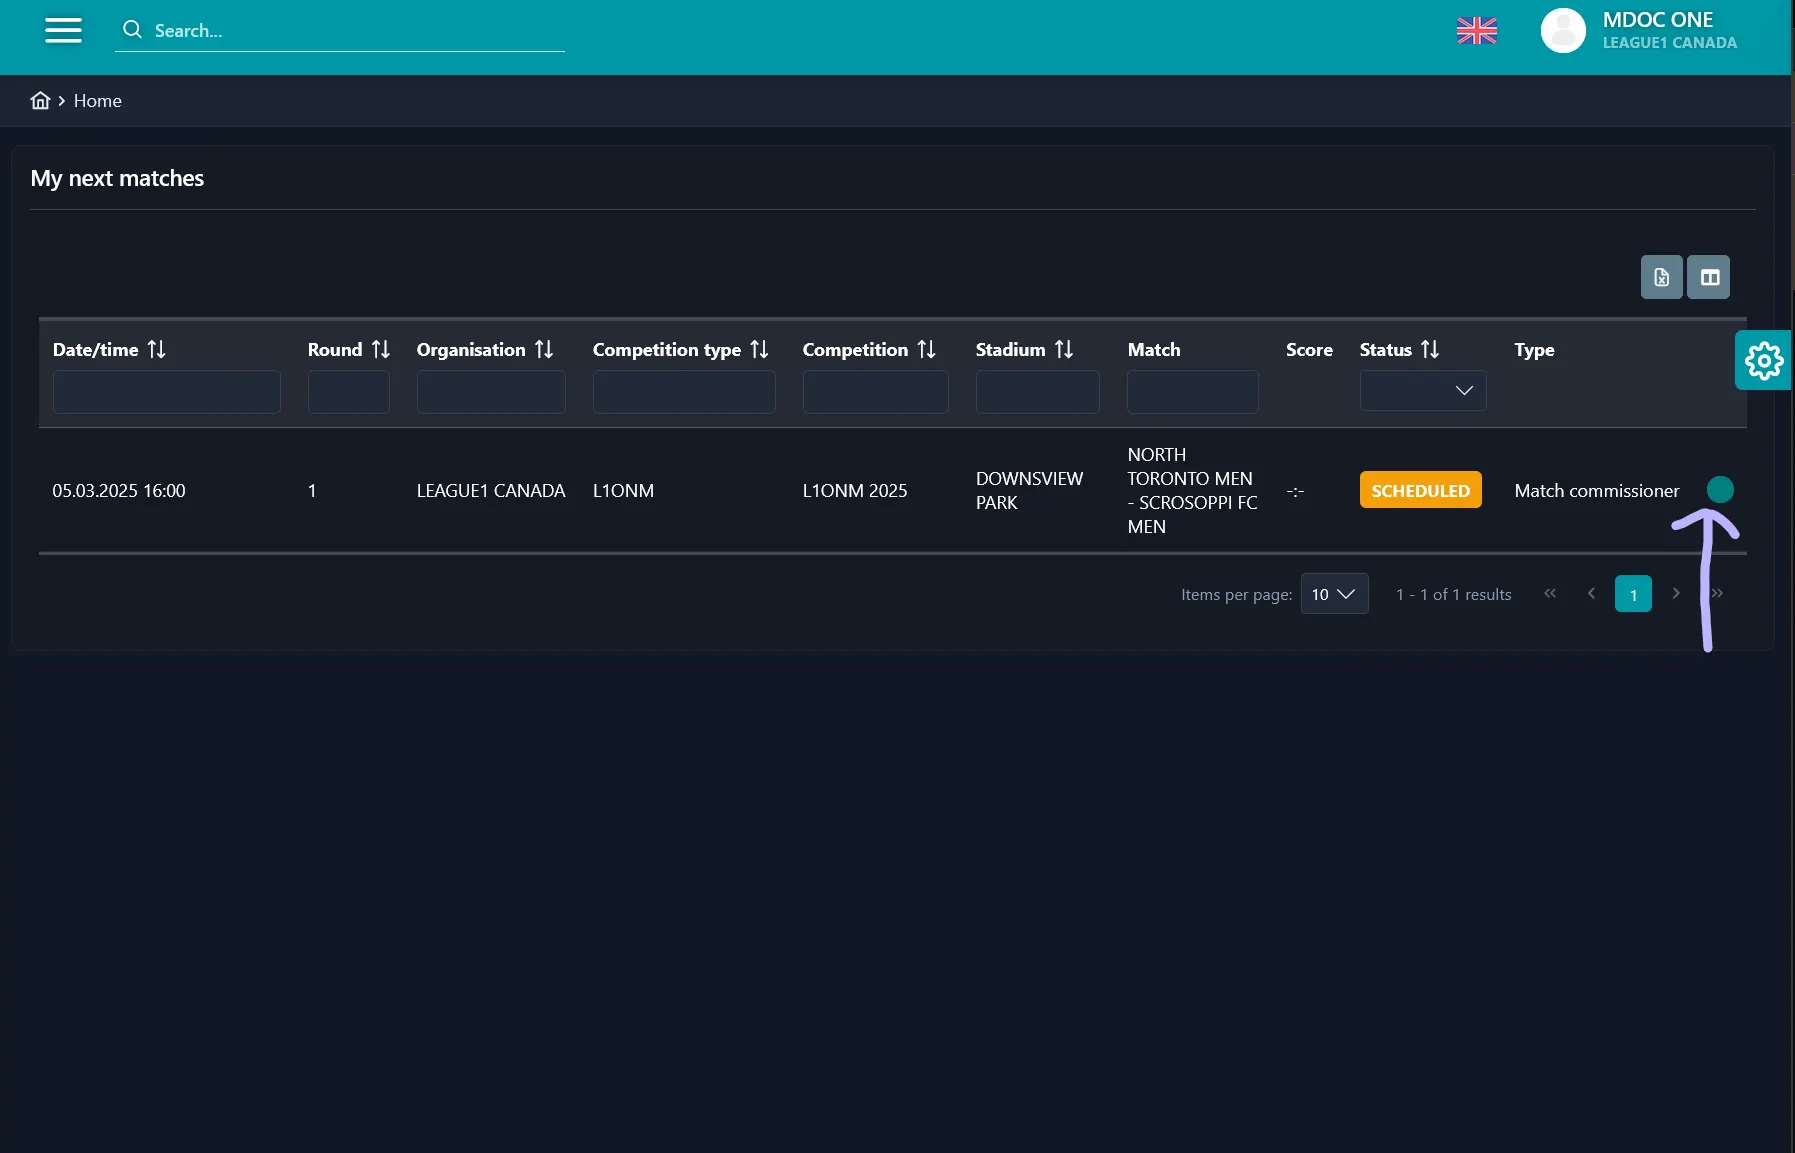 Search...
MDOC ONE
LEAGUE1 CANADA
Home
My next matches
Date/time Round Organisation Competition type Competition Stadium Match Score Status Type
05.03.2025 16:00 1 LEAGUE1 CANADA L1ONM L1ONM 2025 DOWNSVIEW PARK NORTH TORONTO MEN - SCROSOPPI FC MEN -:- SCHEDULED Match commissioner
Items per page: 10 1 - 1 of 1 results « ‹ 1 › »